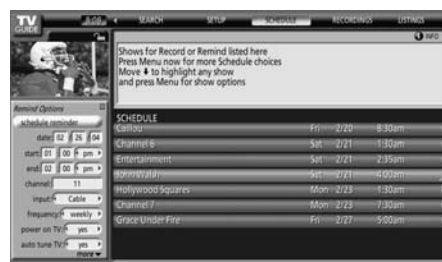 TV GUIDE
8:08
SEARCH SETUP SCHEDULE RECORDINGS LISTINGS
INFO
Shows for Record or Remind listed here
Press Menu now for more Schedule choices
Move to highlight any show
and press Menu for show options
Remind Options
schedule reminder
date: 02 26 04
start: 01 00 pm
end: 02 00 pm
channel: 11
input: Cable
frequency: weekly
power on TV: yes
auto tune TV: yes
more
SCHEDULE
Caillou Fri 2/20 8:30am
Channel 6 Sat 2/21 1:30am
Entertainment Sat 2/21 2:35am
John Walsh Sat 2/21 4:00am
Hollywood Squares Mon 2/23 1:30am
Channel 7 Mon 2/23 7:30am
Grace Under Fire Fri 2/27 5:00am